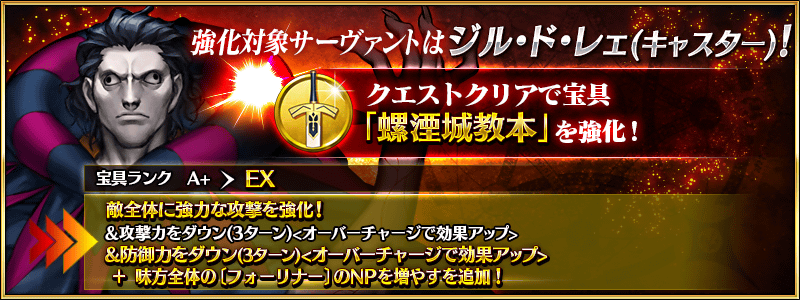 強化対象サーヴァントはジル・ド・レェ(キャスター)!
クエストクリアで宝具
「螺湮城教本」を強化!
宝具ランク A+ > EX
敵全体に強力な攻撃を強化!
&攻撃力をダウン(3ターン)<オーバーチャージで効果アップ>
&防御力をダウン(3ターン)<オーバーチャージで効果アップ>
+ 味方全体の〔フォーリナー〕のNPを増やすを追加!